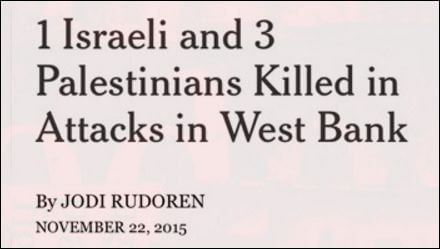 1 Israeli and 3
Palestinians Killed in
Attacks in West Bank
By JODI RUDOREN
NOVEMBER 22, 2015